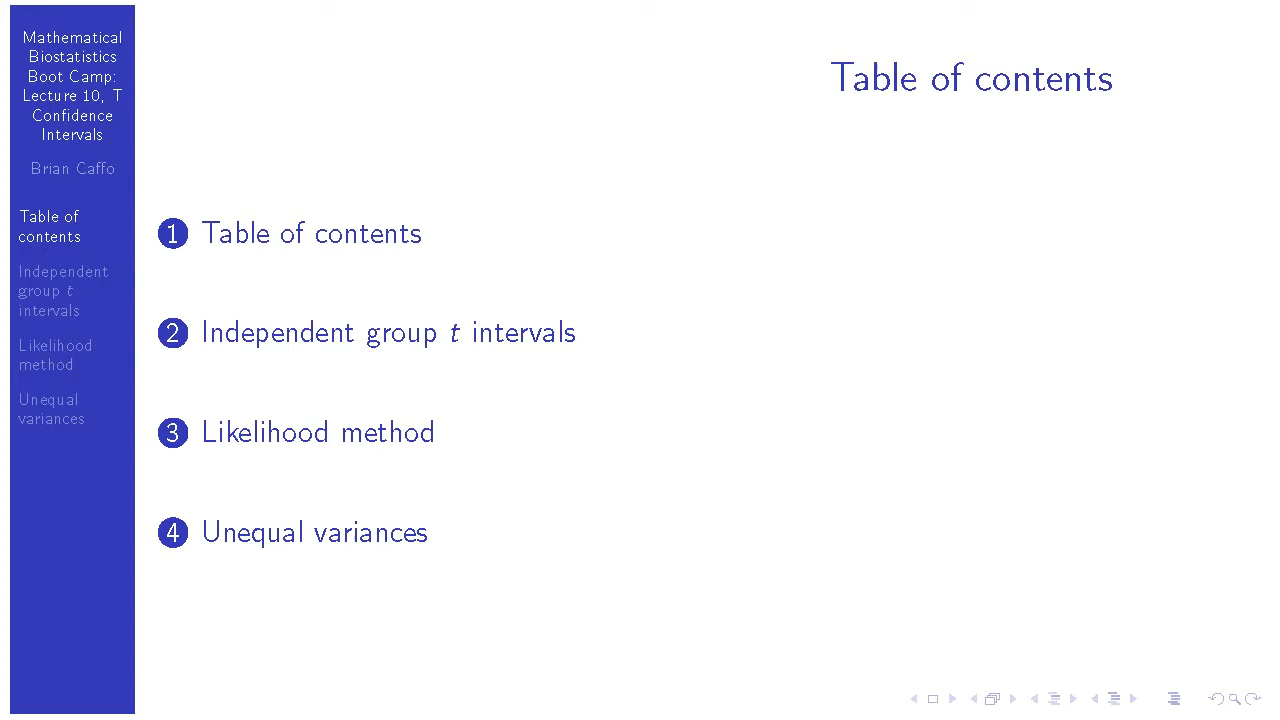 Mathematical
Biostatistics
Boot Camp:
Lecture 10, T
Confidence
Intervals
Brian Caffo
Table of
contents
Independent
group t
intervals
Likelihood
method
Unequal
variances
Table of contents
1 Table of contents
2 Independent group t intervals
3 Likelihood method
4 Unequal variances